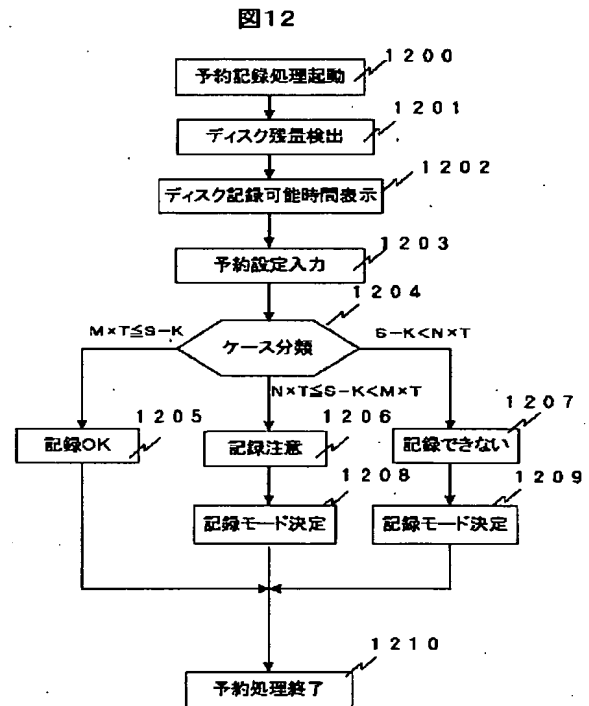 図12
予約記録処理起動
1200
ディスク残量検出
1201
ディスク記録可能時間表示
1202
予約設定入力
1203
ケース分類
1204
M×T≦S－K
S－K<N×T
N×T≦S－K<M×T
記録OK
1205
記録注意
1206
記録できない
1207
記録モード決定
1208
記録モード決定
1209
予約処理終了
1210